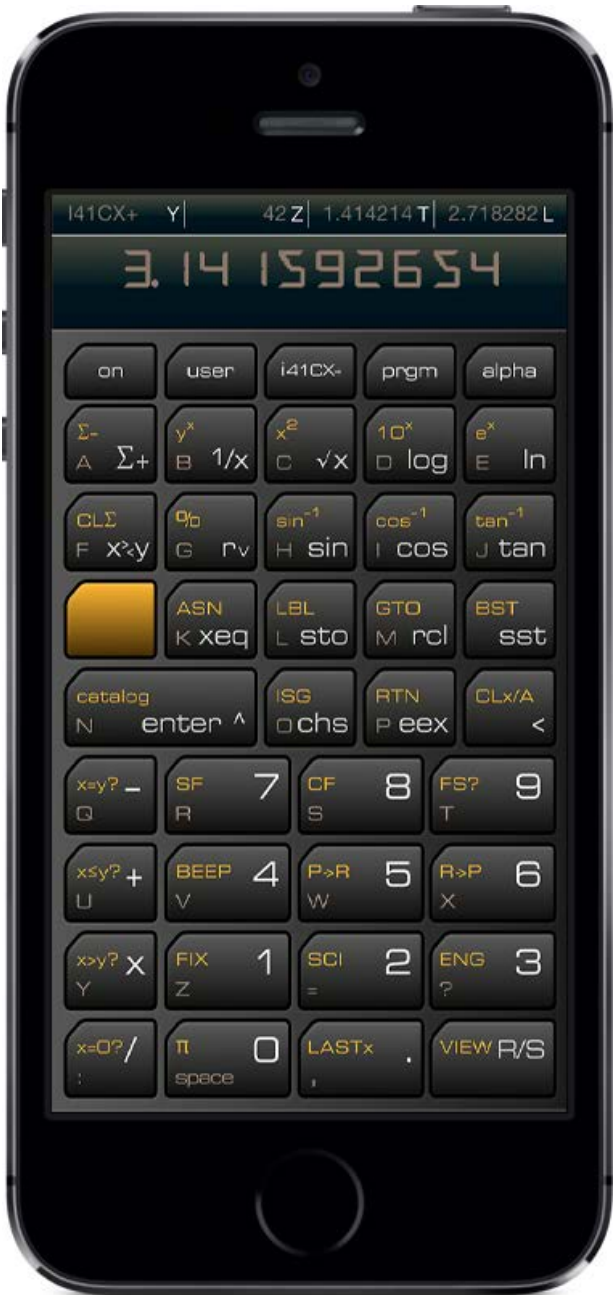 I41CX+ Y| 42 Z| 1.414214 T| 2.718282 L
3.141592654
on user i41CX+ prgm alpha
Σ- yˣ x² 10ˣ eˣ
A Σ+ B 1/x C √x D log E ln
CLΣ % sin⁻¹ cos⁻¹ tan⁻¹
F x><y G r∨ H sin I cos J tan
ASN LBL GTO BST
K xeq L sto M rcl sst
catalog ISG RTN CLx/A
N enter ^ O chs P eex <
x=y? - SF 7 CF 8 FS? 9
Q R S T
x≤y? + BEEP 4 P->R 5 R->P 6
U V W X
x>y? x FIX 1 SCI 2 ENG 3
Y Z = ?
x=0? / π 0 LASTx . VIEW R/S
: space ,